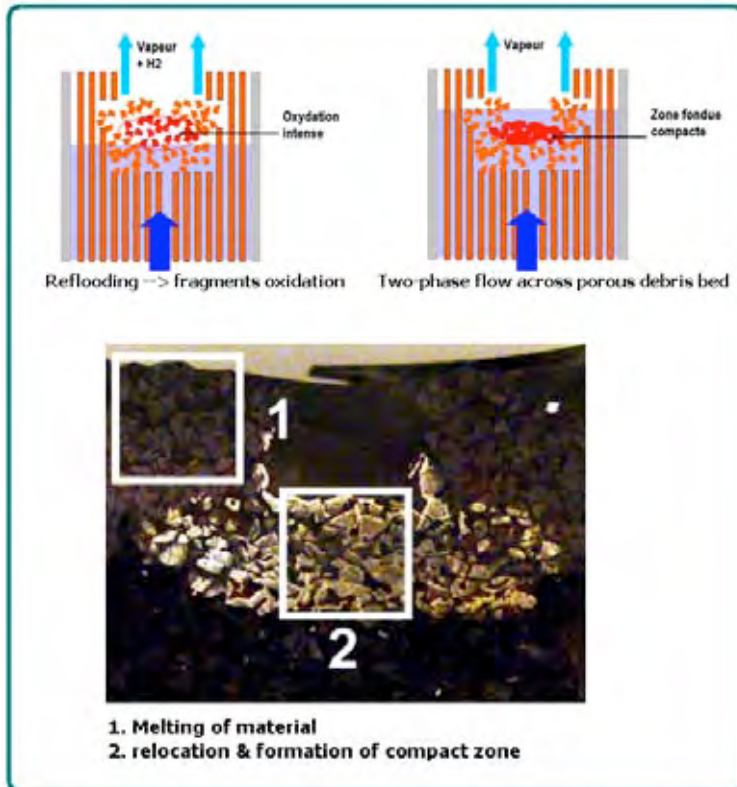 Vapeur
+ H2
Oxydation
intense
Vapeur
Zone fondue
compacte
Reflooding --> fragments oxidation
Two-phase flow across porous debris bed
1
2
1. Melting of material
2. relocation & formation of compact zone